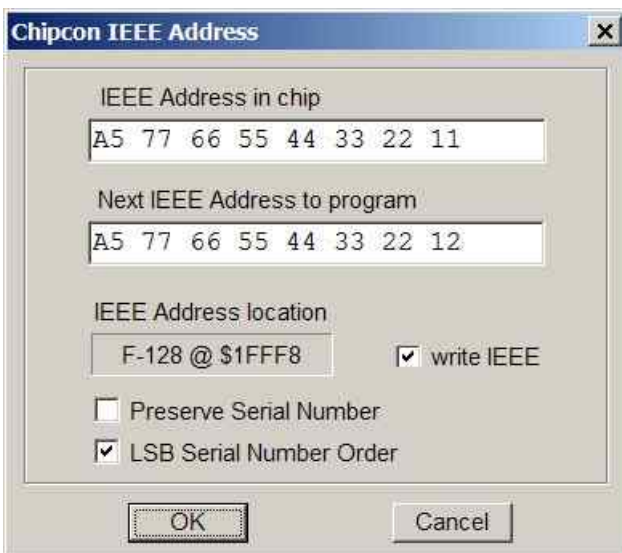 Chipcon IEEE Address
IEEE Address in chip
A5 77 66 55 44 33 22 11
Next IEEE Address to program
A5 77 66 55 44 33 22 12
IEEE Address location
F-128 @ $1FFF8 write IEEE
Preserve Serial Number
LSB Serial Number Order
OK Cancel